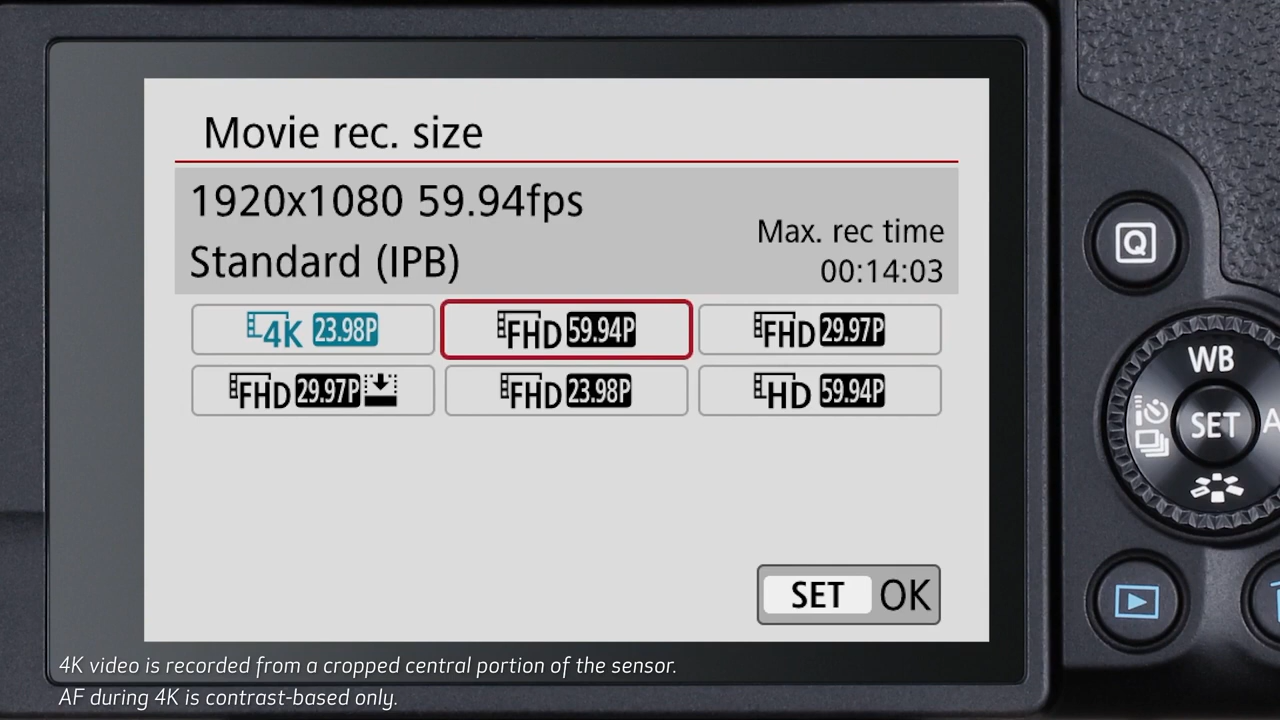 Movie rec. size
1920x1080 59.94fps
Standard (IPB)
Max. rec time
00:14:03
4K 23.98P
FHD 59.94P
FHD 29.97P
FHD 29.97P
FHD 23.98P
HD 59.94P
SET OK
Q
WB
SET
A
4K video is recorded from a cropped central portion of the sensor.
AF during 4K is contrast-based only.